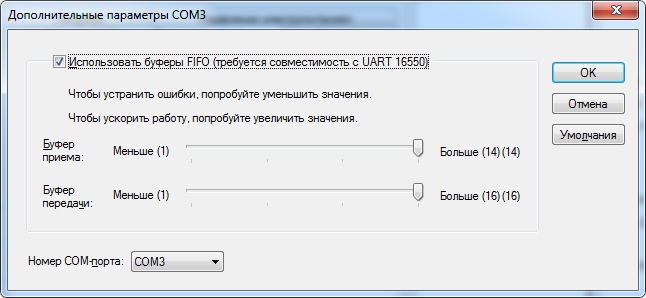 Дополнительные параметры COM3
Использовать буферы FIFO (требуется совместимость с UART 16550)
Чтобы устранить ошибки, попробуйте уменьшить значения.
Чтобы ускорить работу, попробуйте увеличить значения.
Буфер
приема:
Меньше (1)
Больше (14) (14)
Буфер
передачи:
Меньше (1)
Больше (16) (16)
Номер COM-порта:
COM3
OK
Отмена
Умолчания